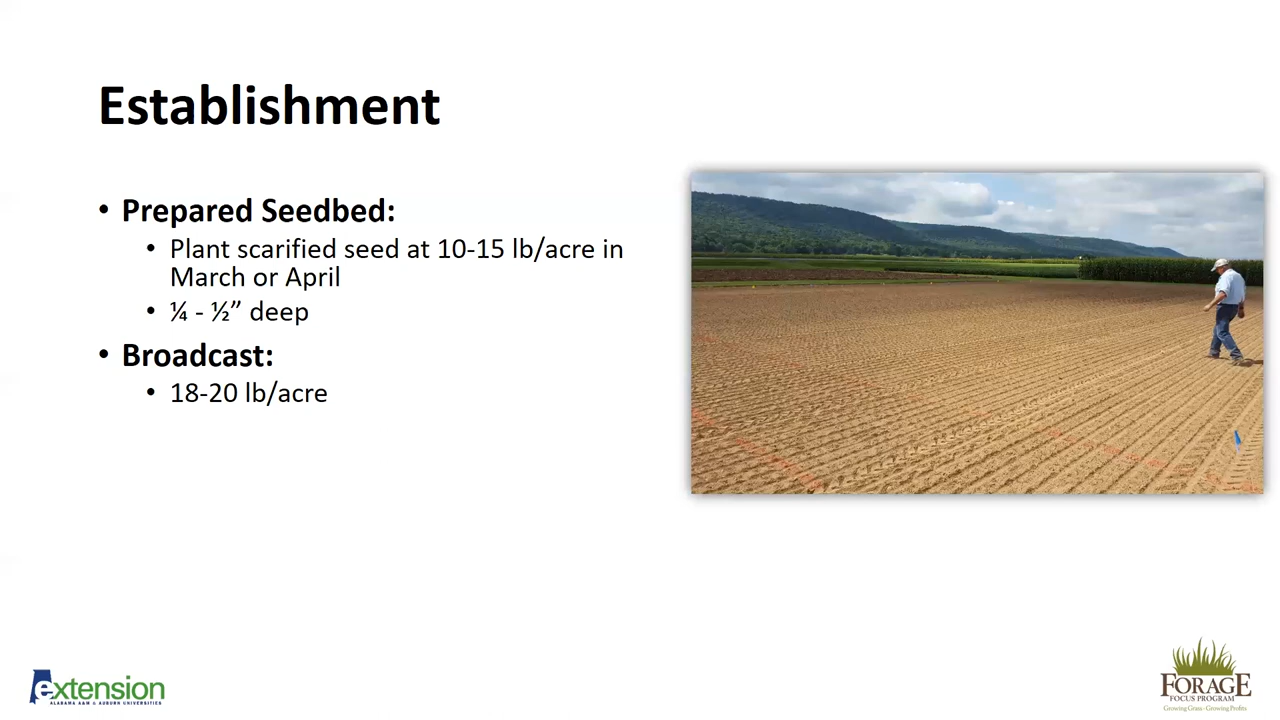 Establishment
• Prepared Seedbed:
• Plant scarified seed at 10-15 lb/acre in
March or April
• ¼ - ½” deep
• Broadcast:
• 18-20 lb/acre
extension
ALABAMA A&M & AUBURN UNIVERSITIES
FORAGE
FOCUS PROGRAM
Growing Grass - Growing Profits